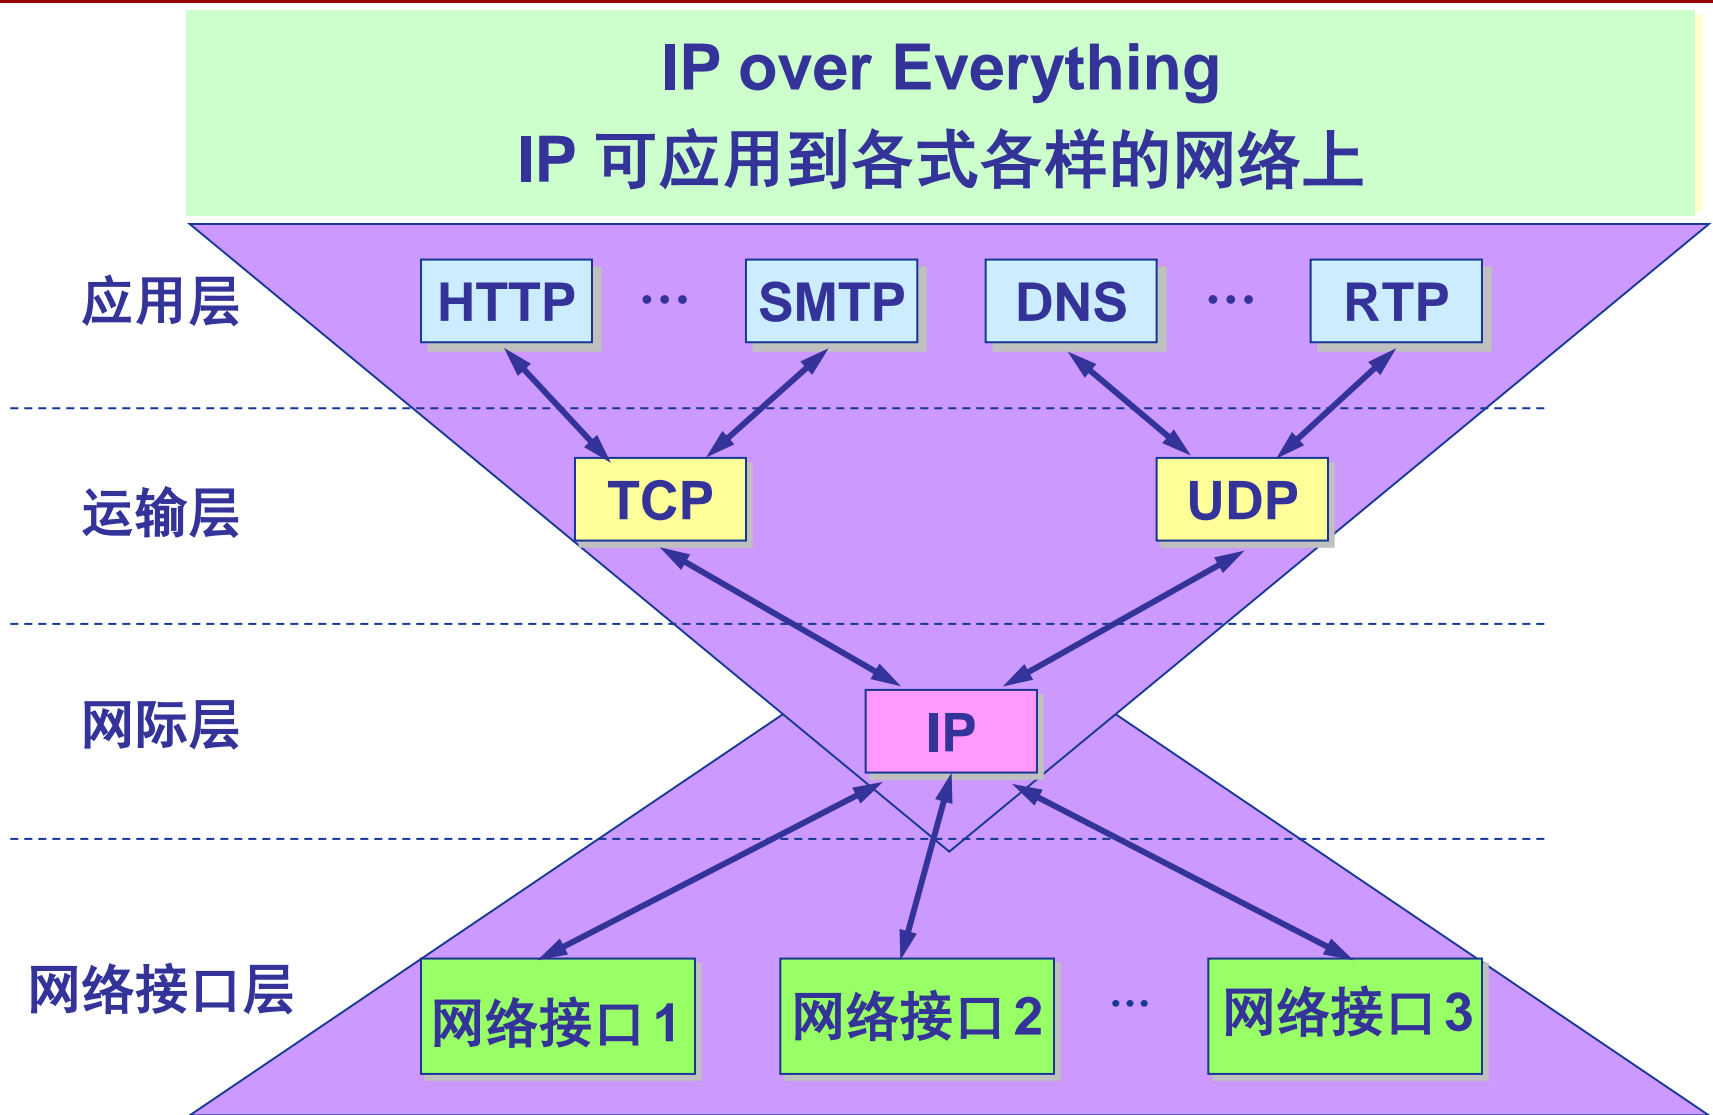 IP over Everything
IP 可应用到各式各样的网络上
应用层
HTTP … SMTP DNS … RTP
运输层
TCP UDP
网际层
IP
网络接口层
网络接口 1 网络接口 2 … 网络接口 3